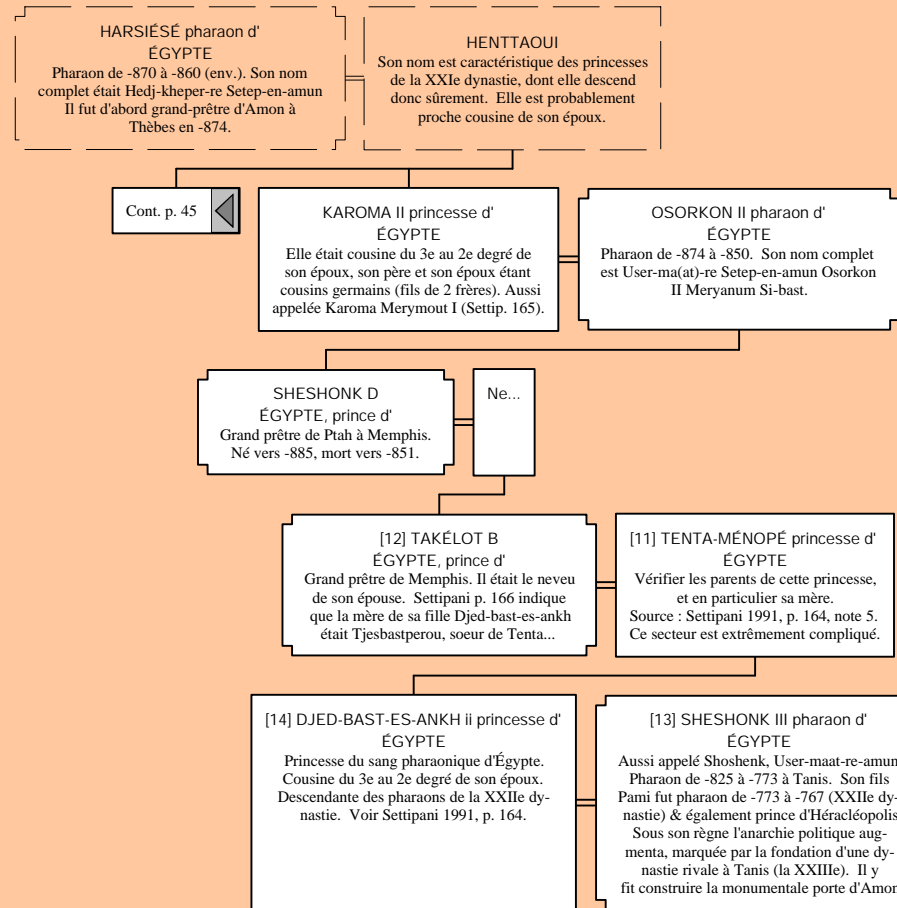 HARSIÉSÉ pharaon d'
ÉGYPTE
Pharaon de -870 à -860 (env.). Son nom
complet était Hedj-kheper-re Setep-en-amun
Il fut d'abord grand-prêtre d'Amon à
Thèbes en -874.
HENTTAOUI
Son nom est caractéristique des princesses
de la XXIe dynastie, dont elle descend
donc sûrement. Elle est probablement
proche cousine de son époux.
Cont. p. 45
KAROMA II princesse d'
ÉGYPTE
Elle était cousine du 3e au 2e degré de
son époux, son père et son époux étant
cousins germains (fils de 2 frères). Aussi
appelée Karoma Merymout I (Settip. 165).
OSORKON II pharaon d'
ÉGYPTE
Pharaon de -874 à -850. Son nom complet
est User-ma(at)-re Setep-en-amun Osorkon
II Meryanum Si-bast.
SHESHONK D
ÉGYPTE, prince d'
Grand prêtre de Ptah à Memphis.
Né vers -885, mort vers -851.
Ne...
[12] TAKÉLOT B
ÉGYPTE, prince d'
Grand prêtre de Memphis. Il était le neveu
de son épouse. Settipani p. 166 indique
que la mère de sa fille Djed-bast-es-ankh
était Tjesbastperou, soeur de Tenta...
[11] TENTA-MÉNOPÉ princesse d'
ÉGYPTE
Vérifier les parents de cette princesse,
et en particulier sa mère.
Source : Settipani 1991, p. 164, note 5.
Ce secteur est extrêmement compliqué.
[14] DJED-BAST-ES-ANKH ii princesse d'
ÉGYPTE
Princesse du sang pharaonique d'Égypte.
Cousine du 3e au 2e degré de son époux.
Descendante des pharaons de la XXIIe dy-
nastie. Voir Settipani 1991, p. 164.
[13] SHESHONK III pharaon d'
ÉGYPTE
Aussi appelé Shoshenk, User-maat-re-amun
Pharaon de -825 à -773 à Tanis. Son fils
Pami fut pharaon de -773 à -767 (XXIIe dy-
nastie) & également prince d'Héracléopolis
Sous son règne l'anarchie politique aug-
menta, marquée par la fondation d'une dy-
nastie rivale à Tanis (la XXIIIe). Il y
fit construire la monumentale porte d'Amon